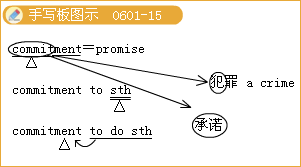 手写板图示 0601-15
commitment=promise
犯罪 a crime
commitment to sth
承诺
commitment to do sth